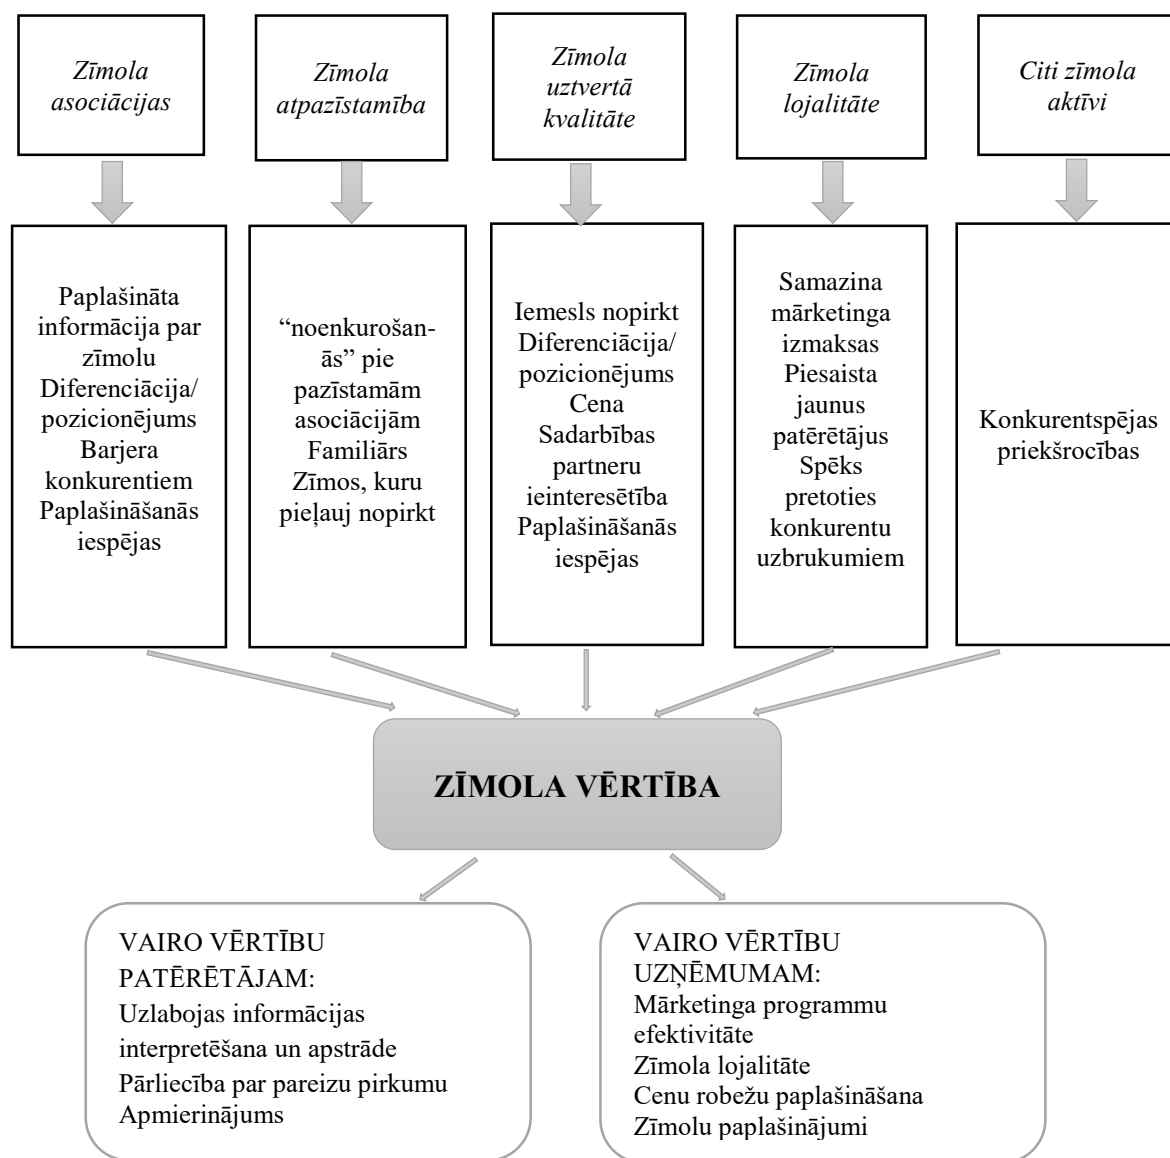 Zīmola
asociācijas
Zīmola
atpazīstamība
Zīmola
uztvertā
kvalitāte
Zīmola
lojalitāte
Citi zīmola
aktīvi
Paplašināta
informācija par
zīmolu
Diferenciācija/
pozicionējums
Barjera
konkurentiem
Paplašināšanās
iespējas
“noenkurošan-
ās” pie
pazīstamām
asociācijām
Familiārs
Zīmos, kuru
pieļauj nopirkt
Iemesls nopirkt
Diferenciācija/
pozicionējums
Cena
Sadarbības
partneru
ieinteresētība
Paplašināšanās
iespējas
Samazina
mārketinga
izmaksas
Piesaista
jaunus
patērētājus
Spēks
pretoties
konkurentu
uzbrukumiem
Konkurentspējas
priekšrocības
ZĪMOLA VĒRTĪBA
VAIRO VĒRTĪBU
PATĒRĒTĀJAM:
Uzlabojas informācijas
interpretēšana un apstrāde
Pārliecība par pareizu pirkumu
Apmierinājums
VAIRO VĒRTĪBU
UZŅĒMUMAM:
Mārketinga programmu
efektivitāte
Zīmola lojalitāte
Cenu robežu paplašināšana
Zīmolu paplašinājumi